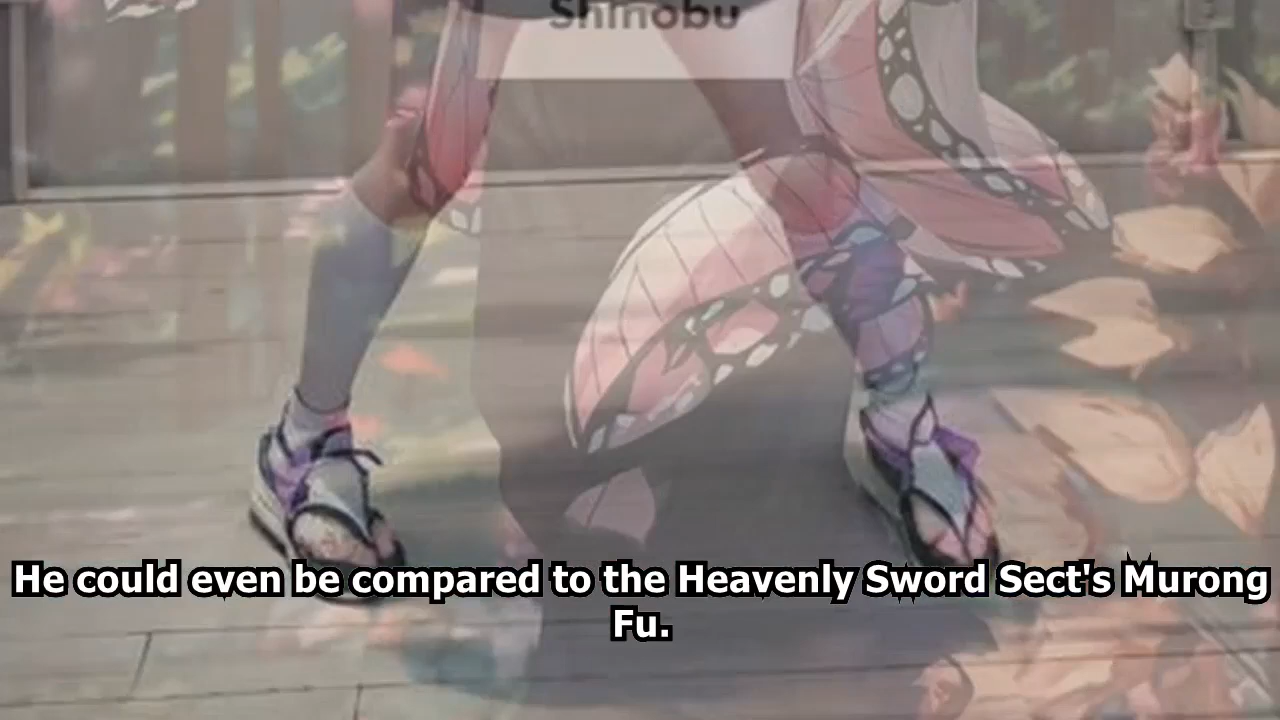 Shinobu
He could even be compared to the Heavenly Sword Sect's Murong
Fu.